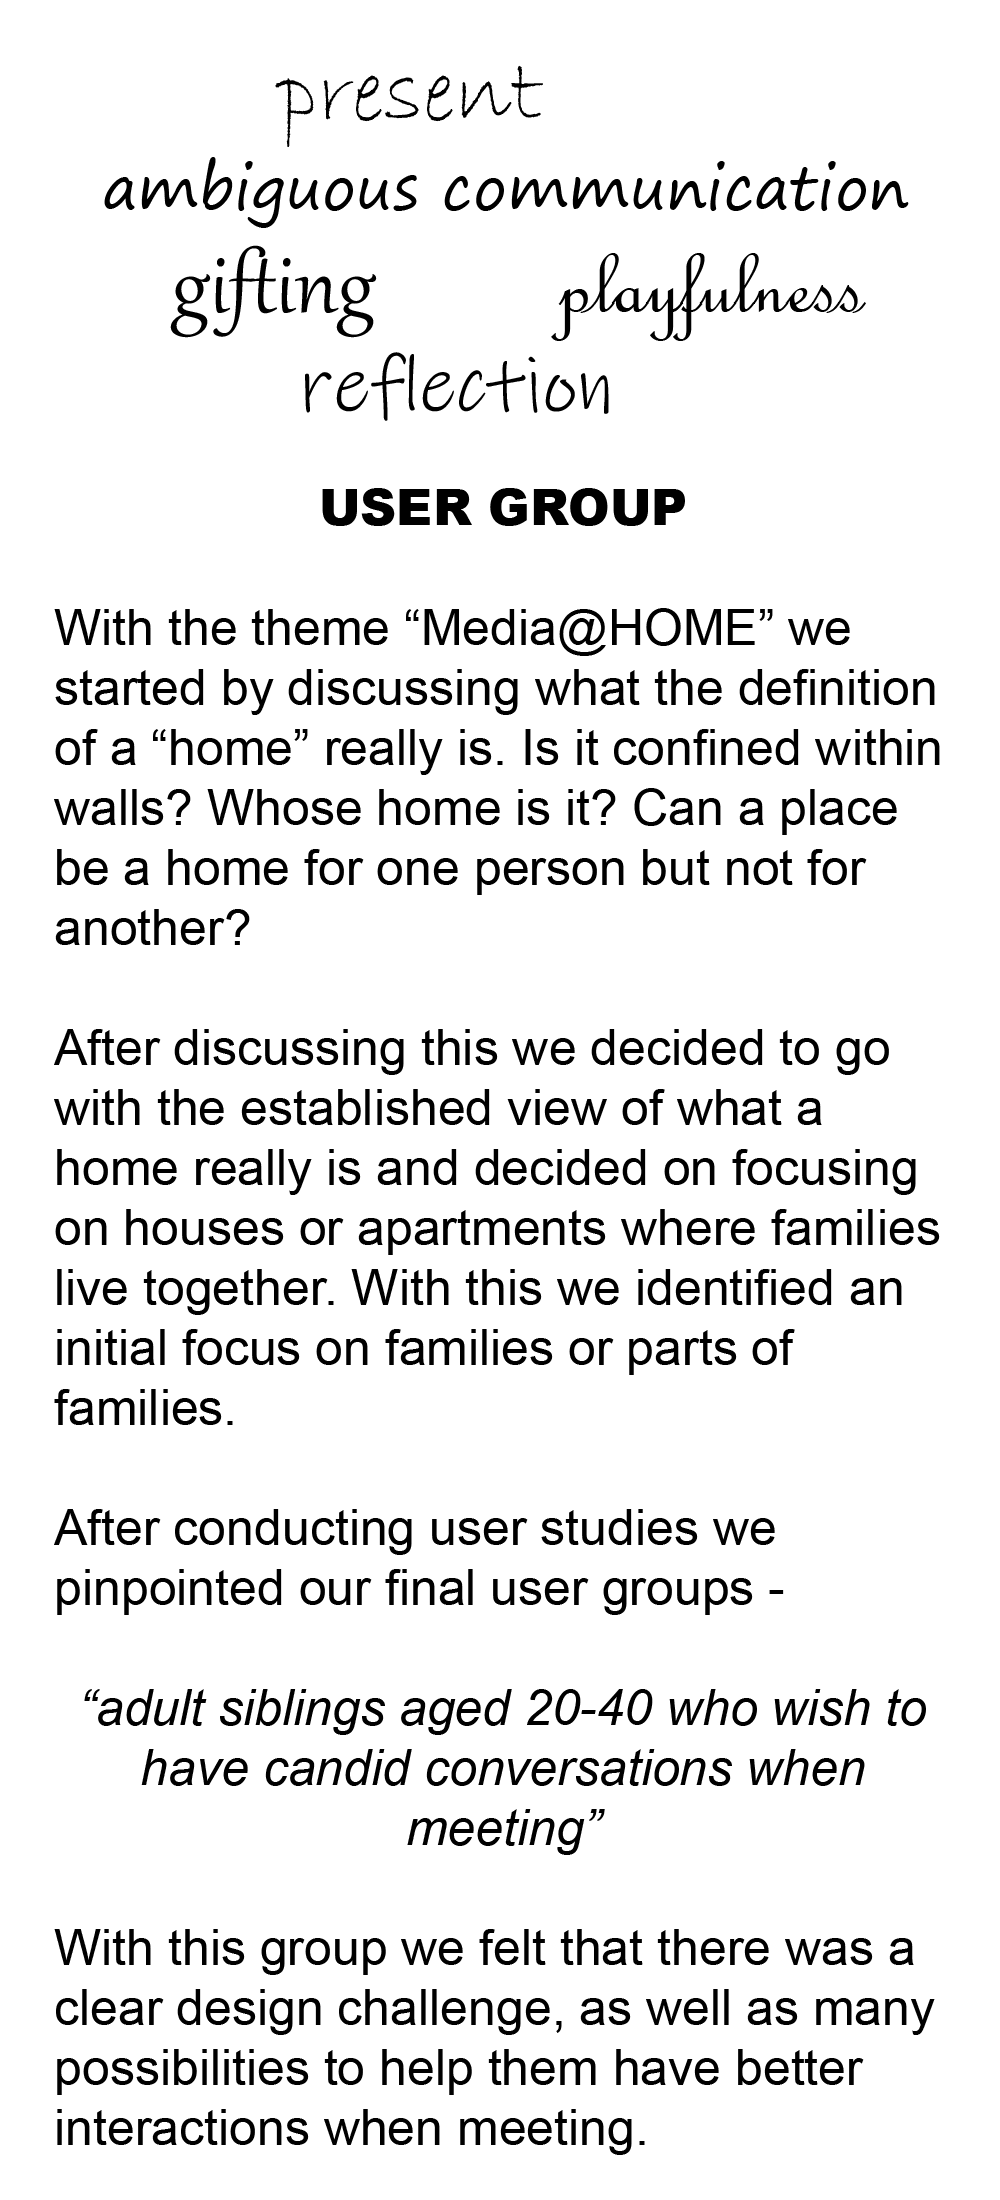 present
ambiguous communication
gifting playfulness
reflection
USER GROUP
With the theme “Media@HOME” we
started by discussing what the definition
of a “home” really is. Is it confined within
walls? Whose home is it? Can a place
be a home for one person but not for
another?
After discussing this we decided to go
with the established view of what a
home really is and decided on focusing
on houses or apartments where families
live together. With this we identified an
initial focus on families or parts of
families.
After conducting user studies we
pinpointed our final user groups -
“adult siblings aged 20-40 who wish to
have candid conversations when
meeting”
With this group we felt that there was a
clear design challenge, as well as many
possibilities to help them have better
interactions when meeting.